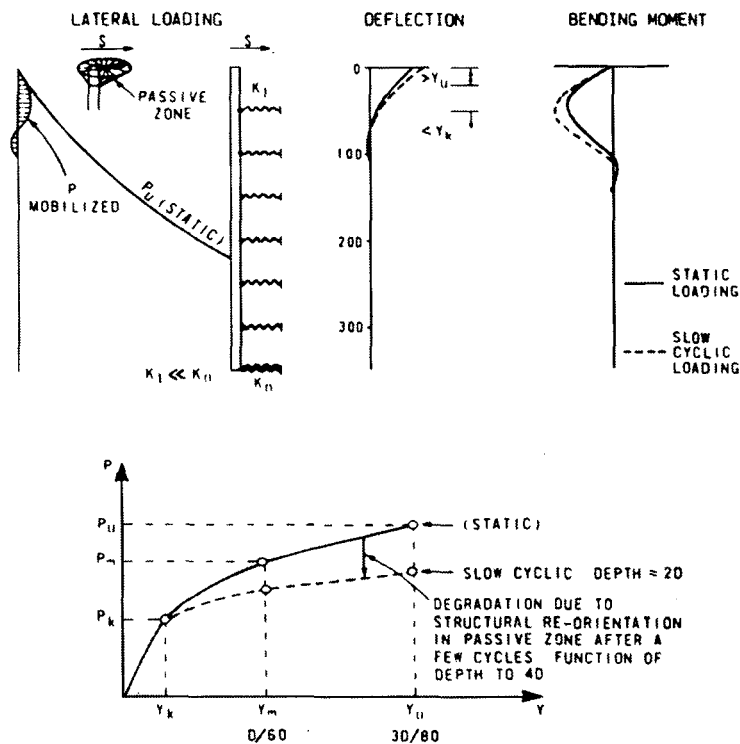 LATERAL LOADING
S
PASSIVE
ZONE
P
MOBILIZED
Pu (STATIC)
S
K1
K1 << Kn
Kn
DEFLECTION
0
100
200
300
>Yu
<Yk
BENDING MOMENT
STATIC
LOADING
SLOW
CYCLIC
LOADING
P
Pu
Pm
Pk
(STATIC)
SLOW CYCLIC DEPTH = 2D
DEGRADATION DUE TO
STRUCTURAL RE-ORIENTATION
IN PASSIVE ZONE AFTER A
FEW CYCLES FUNCTION OF
DEPTH TO 4D
Yk
Ym
Yu
Y
D/60
3D/80